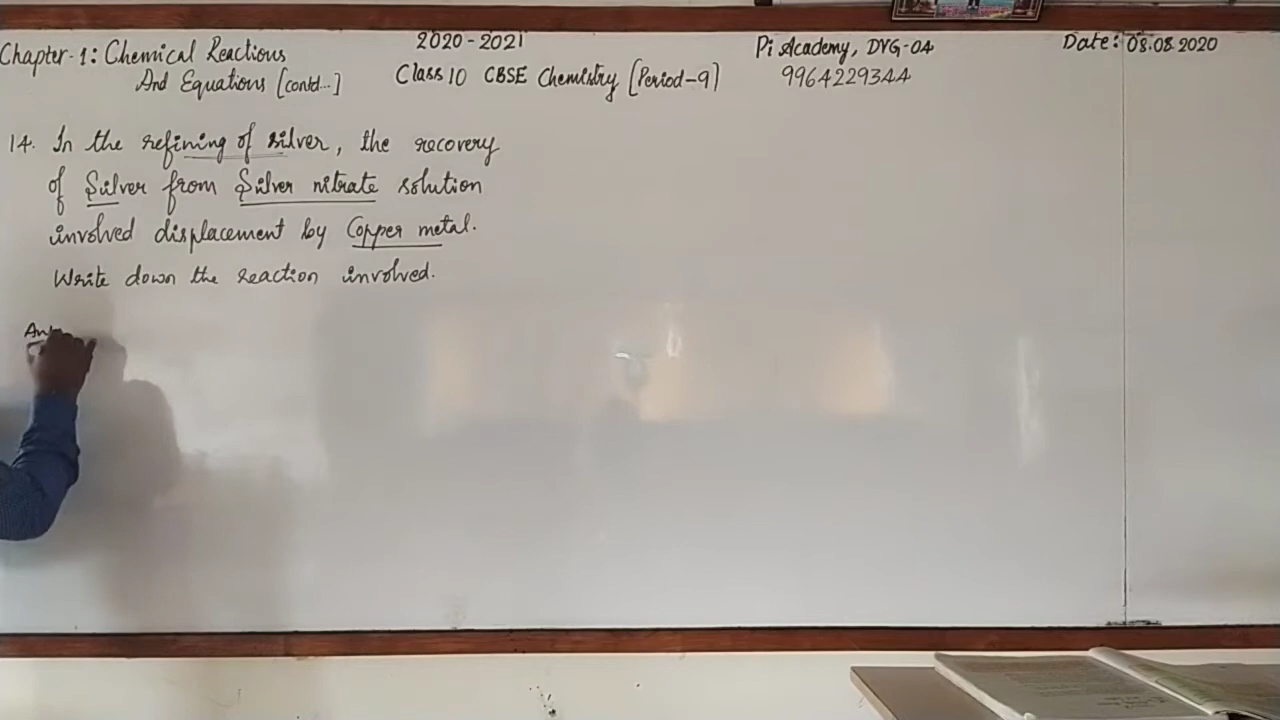 Chapter-1: Chemical Reactions
And Equations [contd...]
2020-2021
Class 10 CBSE Chemistry [Period-9]
Pi Academy, DVG-04
9964229344
Date: 08.08.2020
14. In the refining of silver, the recovery
of Silver from Silver nitrate solution
involved displacement by Copper metal.
Write down the reaction involved.